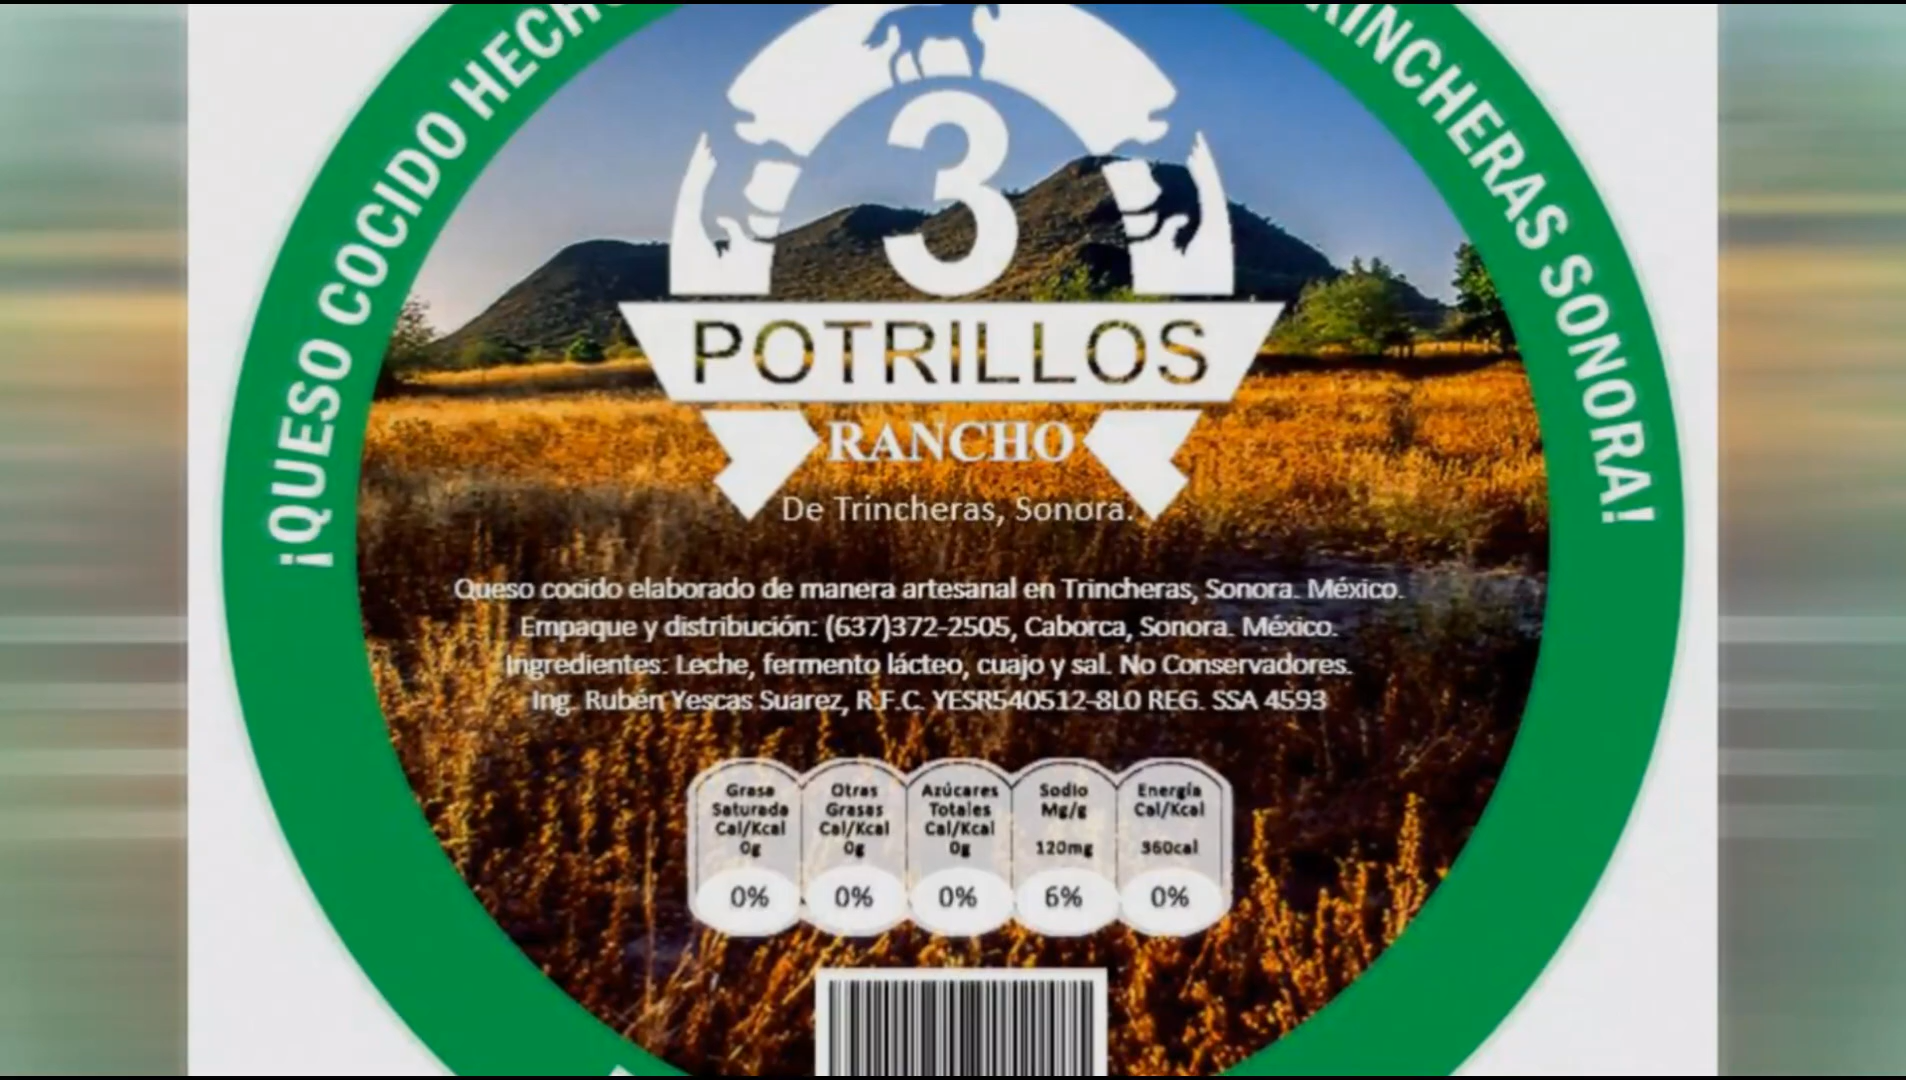 ¡QUESO COCIDO HECH
RINCHERAS SONORA!
3
POTRILLOS
RANCHO
De Trincheras, Sonora.
Queso cocido elaborado de manera artesanal en Trincheras, Sonora. México.
Empaque y distribución: (637)372-2505, Caborca, Sonora. México.
Ingredientes: Leche, fermento lácteo, cuajo y sal. No Conservadores.
Ing. Rubén Yescas Suarez, R.F.C. YESR540512-8L0 REG. SSA 4593
Grasa Otras Azúcares Sodio Energía
Saturada Grasas Totales Mg/g Cal/Kcal
Cal/Kcal Cal/Kcal Cal/Kcal
0g 0g 0g 120mg 360cal
0% 0% 0% 6% 0%